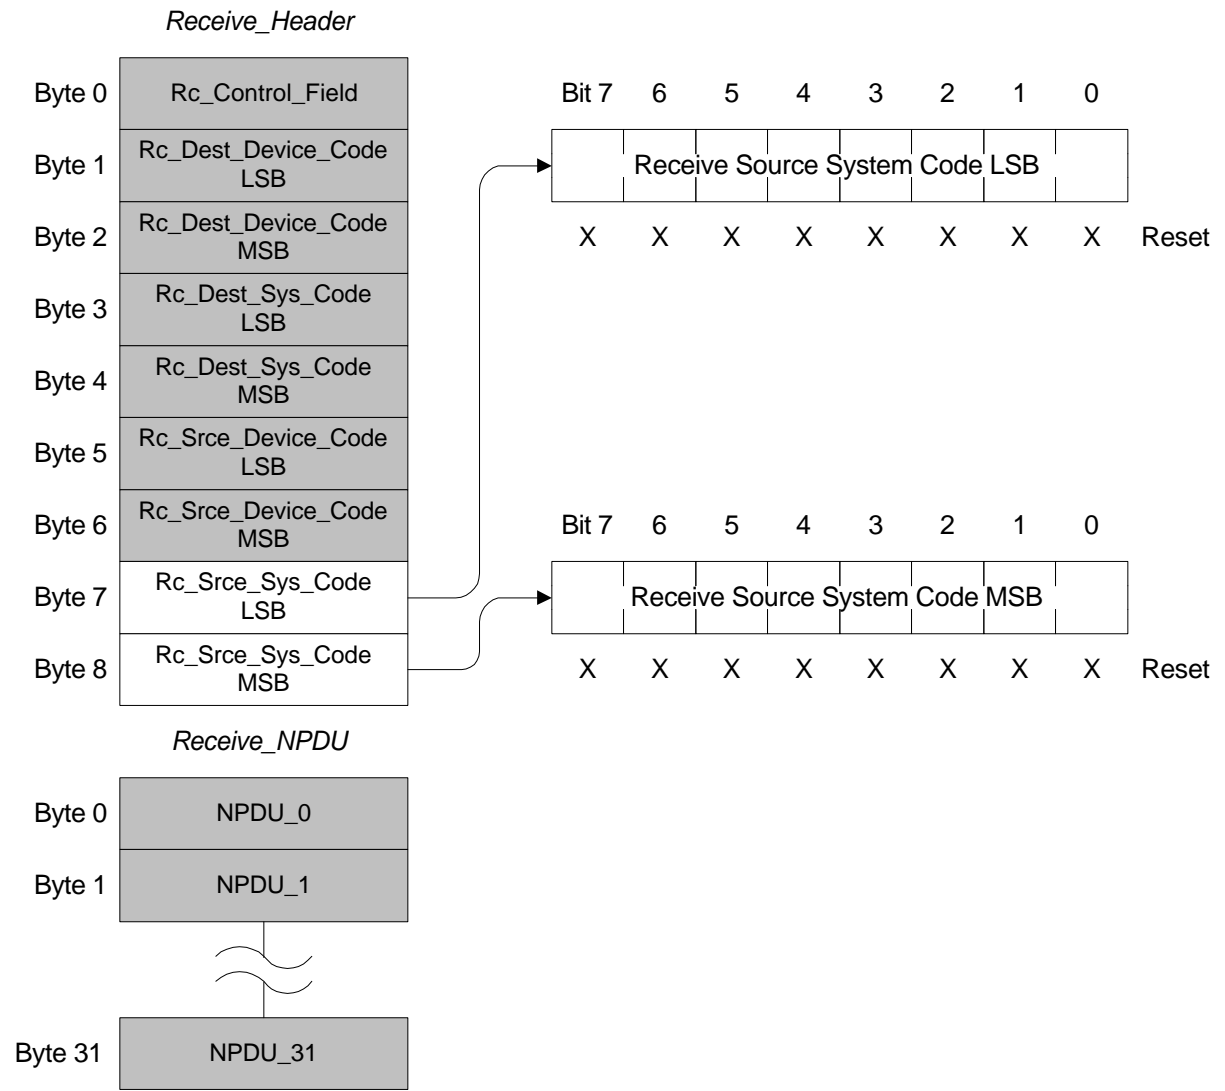 Receive_Header
Byte 0 Rc_Control_Field
Byte 1 Rc_Dest_Device_Code
LSB
Byte 2 Rc_Dest_Device_Code
MSB
Byte 3 Rc_Dest_Sys_Code
LSB
Byte 4 Rc_Dest_Sys_Code
MSB
Byte 5 Rc_Srce_Device_Code
LSB
Byte 6 Rc_Srce_Device_Code
MSB
Byte 7 Rc_Srce_Sys_Code
LSB
Byte 8 Rc_Srce_Sys_Code
MSB
Bit 7 6 5 4 3 2 1 0
Receive Source System Code LSB
X X X X X X X X Reset
Bit 7 6 5 4 3 2 1 0
Receive Source System Code MSB
X X X X X X X X Reset
Receive_NPDU
Byte 0 NPDU_0
Byte 1 NPDU_1
Byte 31 NPDU_31